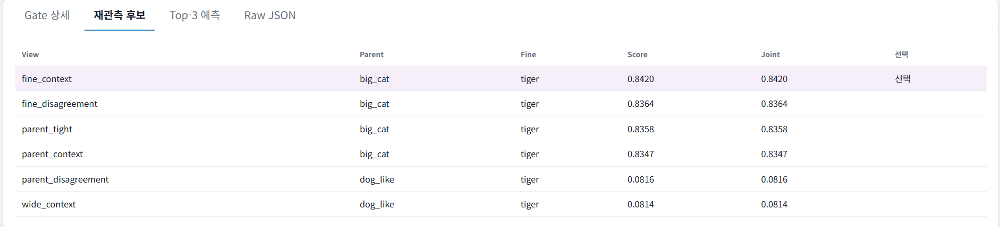 Gate 상세 재관측 후보 Top-3 예측 Raw JSON
View Parent Fine Score Joint 선택
fine_context big_cat tiger 0.8420 0.8420 선택
fine_disagreement big_cat tiger 0.8364 0.8364
parent_tight big_cat tiger 0.8358 0.8358
parent_context big_cat tiger 0.8347 0.8347
parent_disagreement dog_like tiger 0.0816 0.0816
wide_context dog_like tiger 0.0814 0.0814